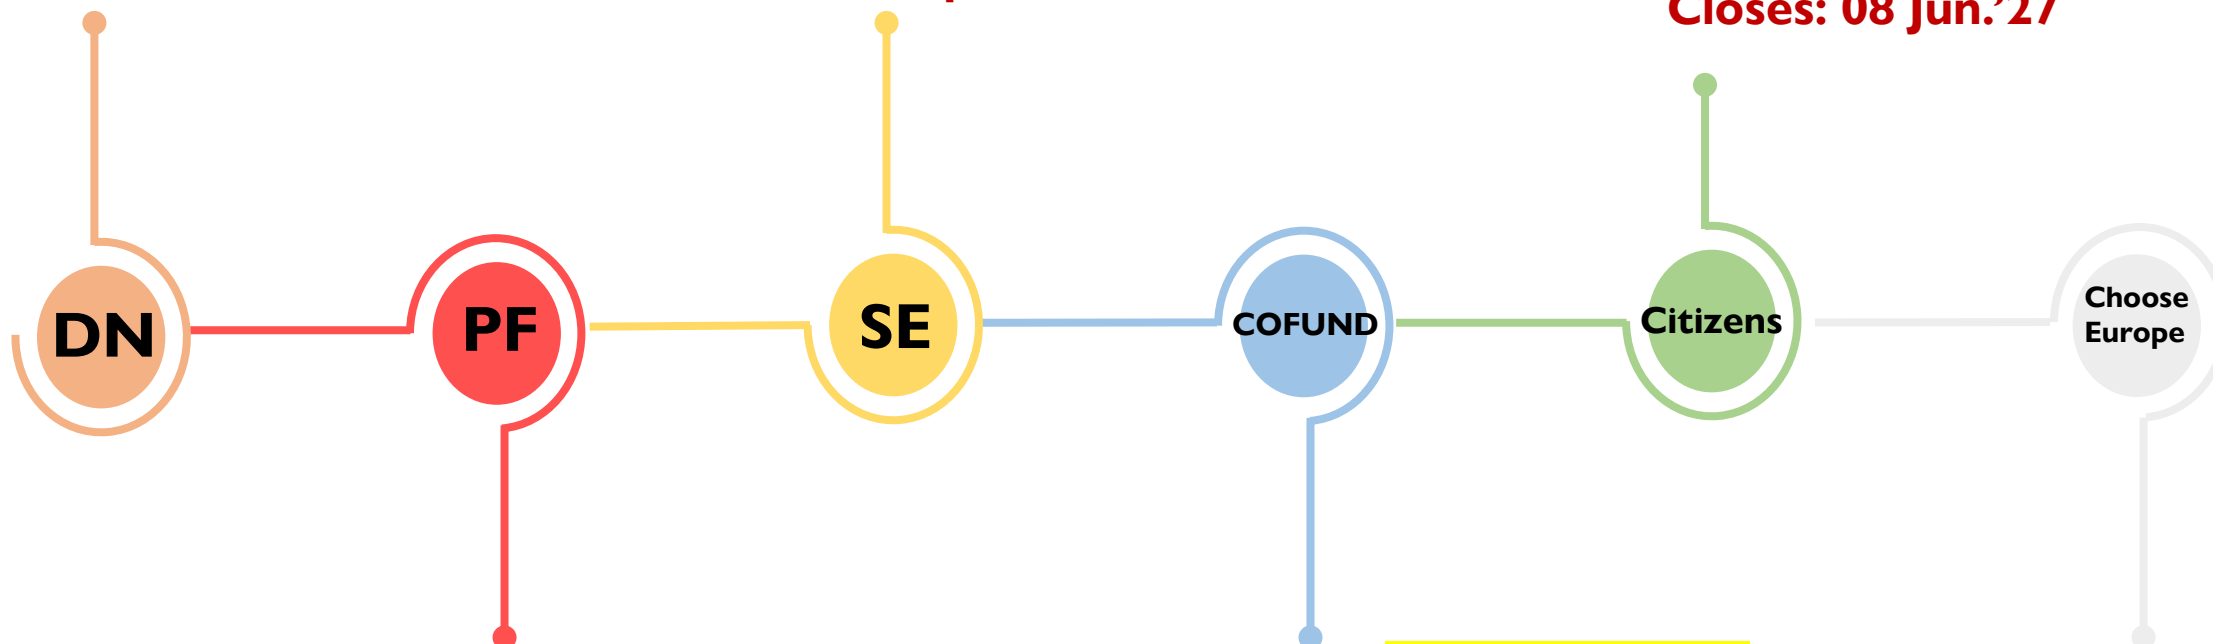 Closes: 08 Jun.'27
DN
PF
SE
COFUND
Citizens
Choose
Europe